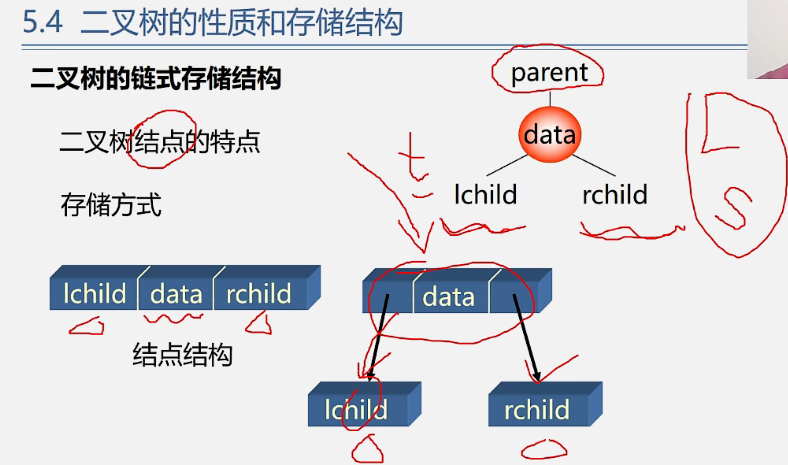 5.4 二叉树的性质和存储结构
二叉树的链式存储结构
parent
二叉树结点的特点
data
t
L
S
存储方式
lchild
rchild
lchild data rchild
data
结点结构
lchild
rchild